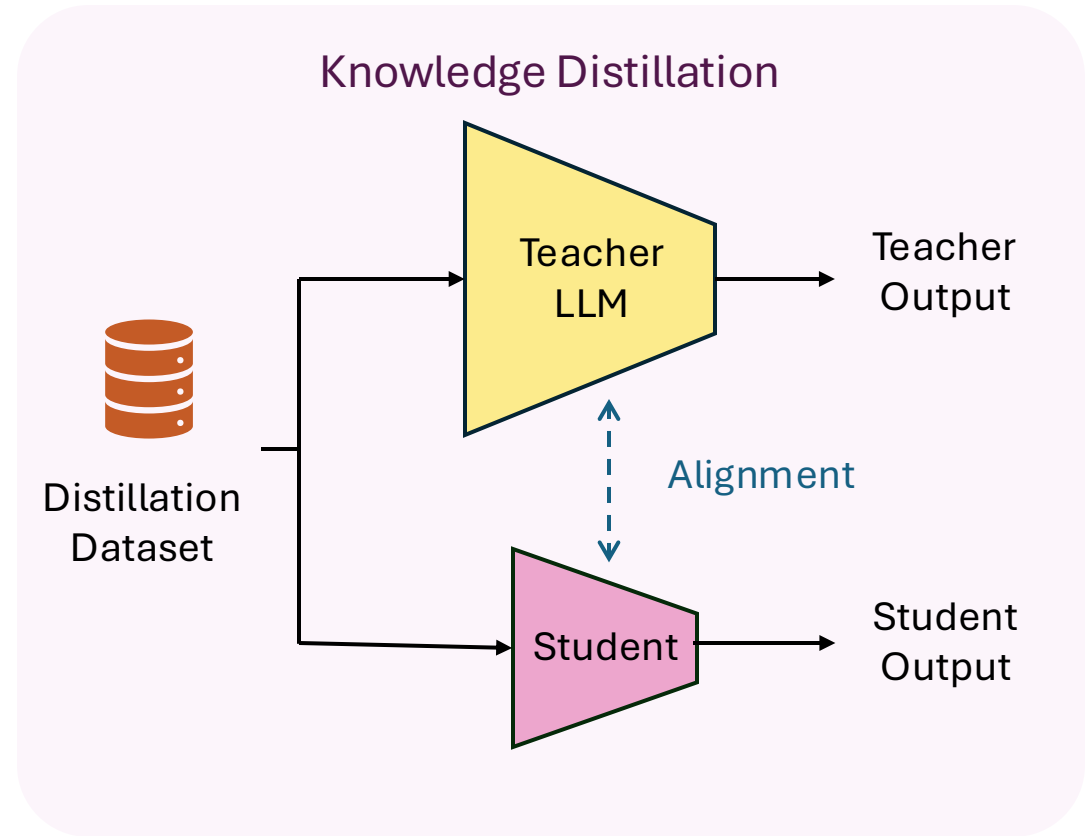 Knowledge Distillation
Teacher
LLM
Teacher
Output
Distillation
Dataset
Alignment
Student
Student
Output